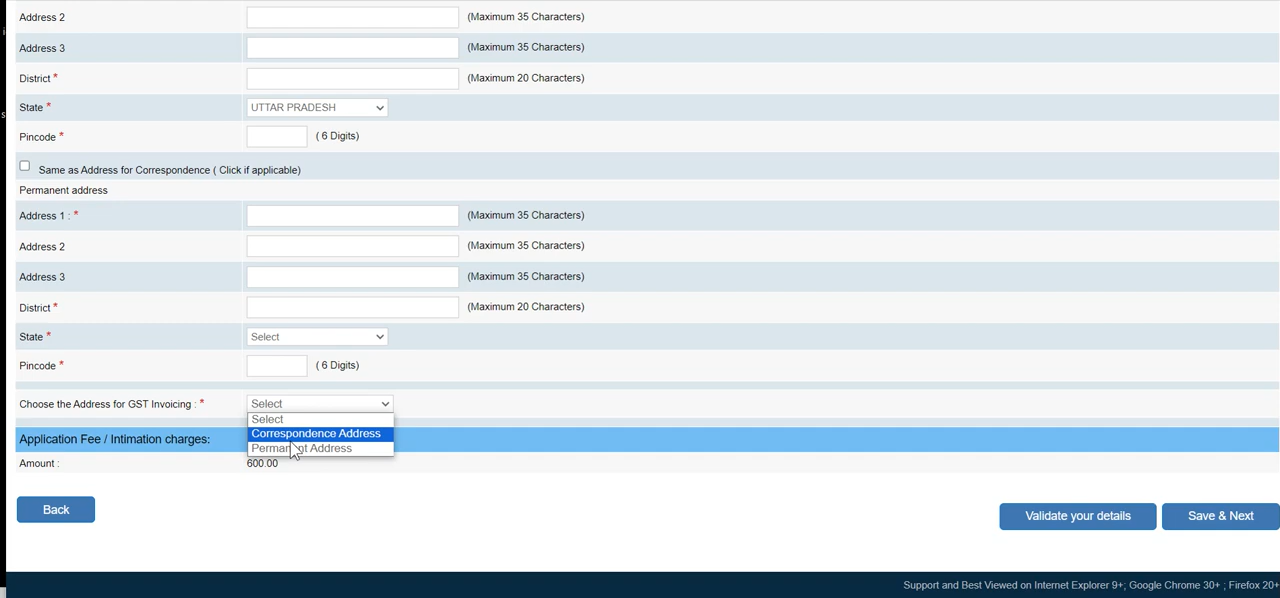 Address 2 (Maximum 35 Characters)
Address 3 (Maximum 35 Characters)
District * (Maximum 20 Characters)
State * UTTAR PRADESH
Pincode * ( 6 Digits)
Same as Address for Correspondence ( Click if applicable)
Permanent address
Address 1 : * (Maximum 35 Characters)
Address 2 (Maximum 35 Characters)
Address 3 (Maximum 35 Characters)
District * (Maximum 20 Characters)
State * Select
Pincode * ( 6 Digits)
Choose the Address for GST Invoicing : * Select
Select
Correspondence Address
Permanent Address
Application Fee / Intimation charges:
Amount : 600.00
Back Validate your details Save & Next
Support and Best Viewed on Internet Explorer 9+; Google Chrome 30+ ; Firefox 20+